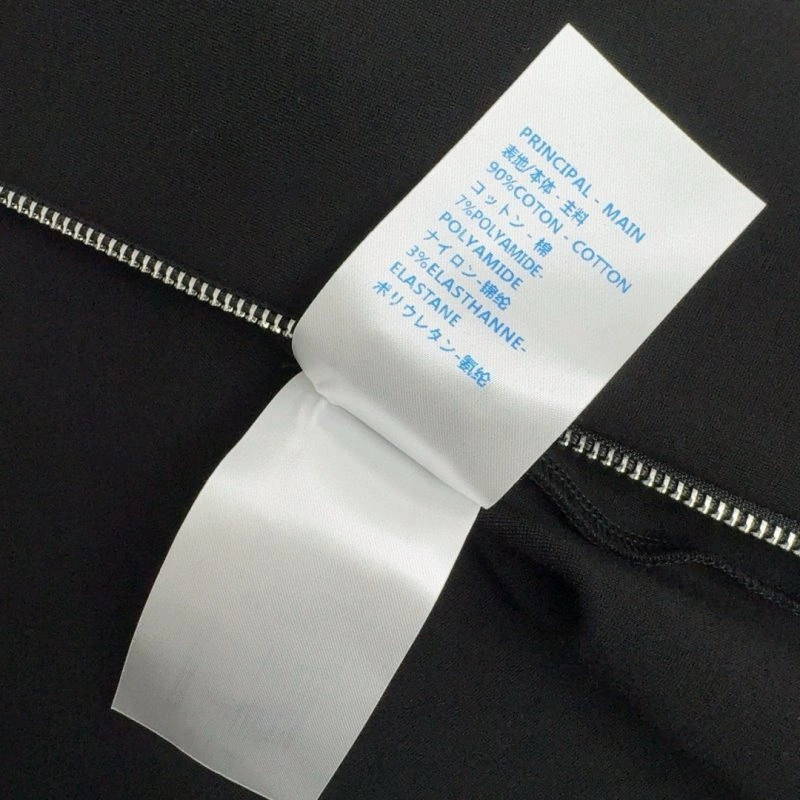 PRINCIPAL - MAIN
表地/本体 - 主料
90%COTON - COTTON
コットン - 棉
7%POLYAMIDE-
POLYAMIDE
ナイロン-锦纶
3%ELASTHANNE-
ELASTANE
ポリウレタン-氨纶